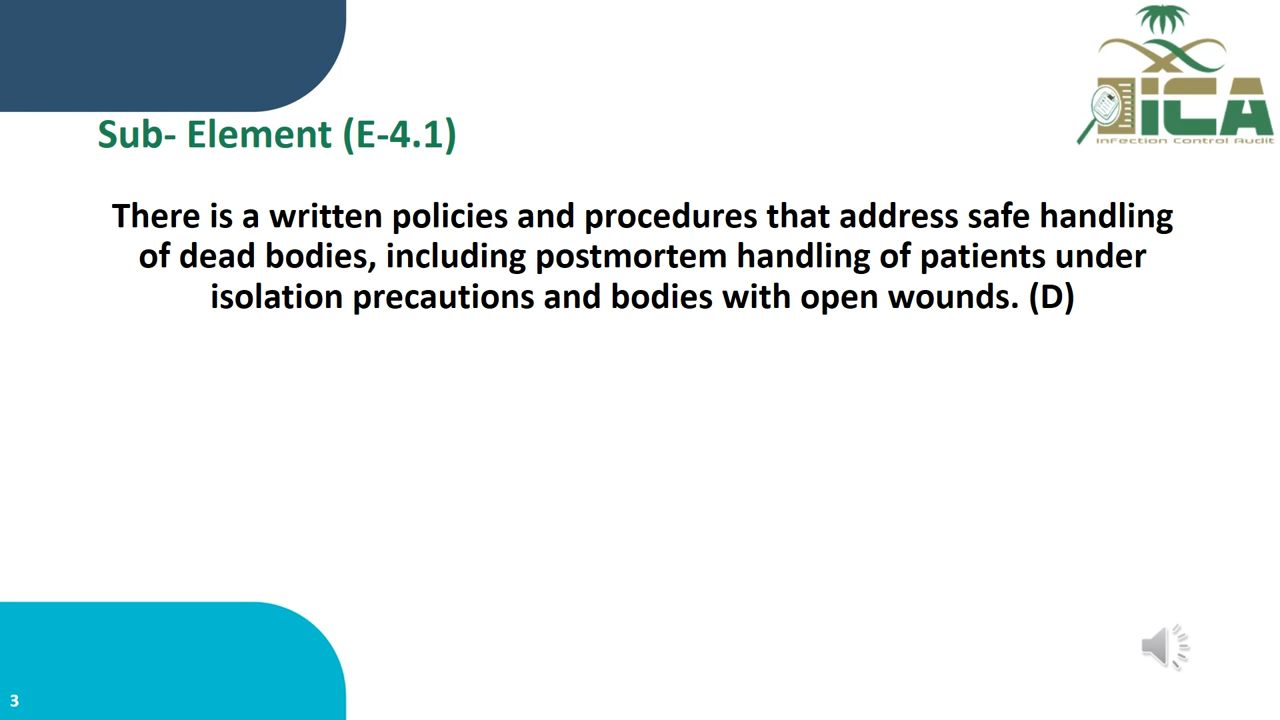 iCA
InFection Control Audit
Sub- Element (E-4.1)
There is a written policies and procedures that address safe handling
of dead bodies, including postmortem handling of patients under
isolation precautions and bodies with open wounds. (D)
3